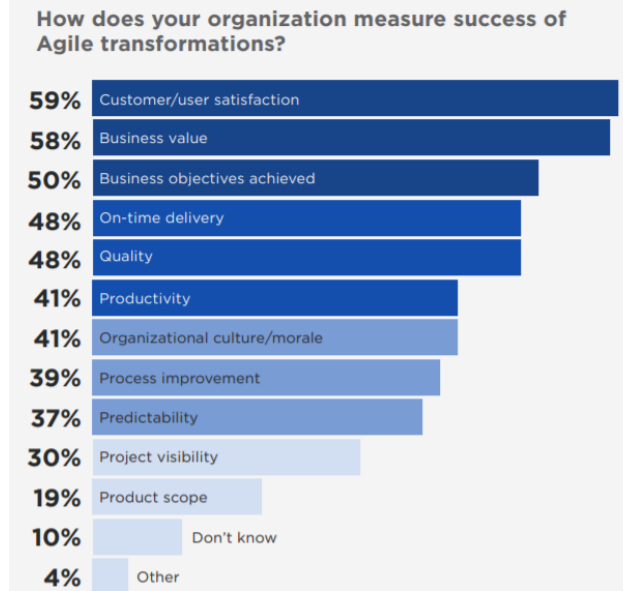 How does your organization measure success of
Agile transformations?
59% Customer/user satisfaction
58% Business value
50% Business objectives achieved
48% On-time delivery
48% Quality
41% Productivity
41% Organizational culture/morale
39% Process improvement
37% Predictability
30% Project visibility
19% Product scope
10% Don't know
4% Other